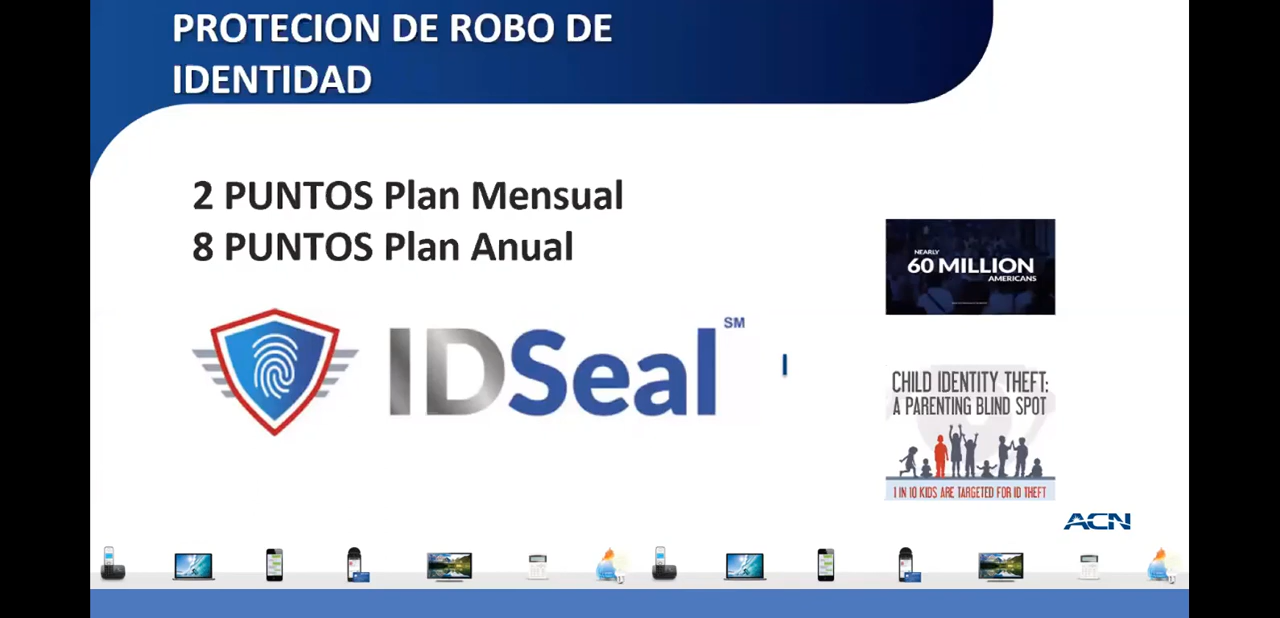 PROTECION DE ROBO DE
IDENTIDAD
2 PUNTOS Plan Mensual
8 PUNTOS Plan Anual
IDSeal SM
NEARLY
60 MILLION
AMERICANS
CHILD IDENTITY THEFT:
A PARENTING BLIND SPOT
1 IN 10 KIDS ARE TARGETED FOR ID THEFT
ACN